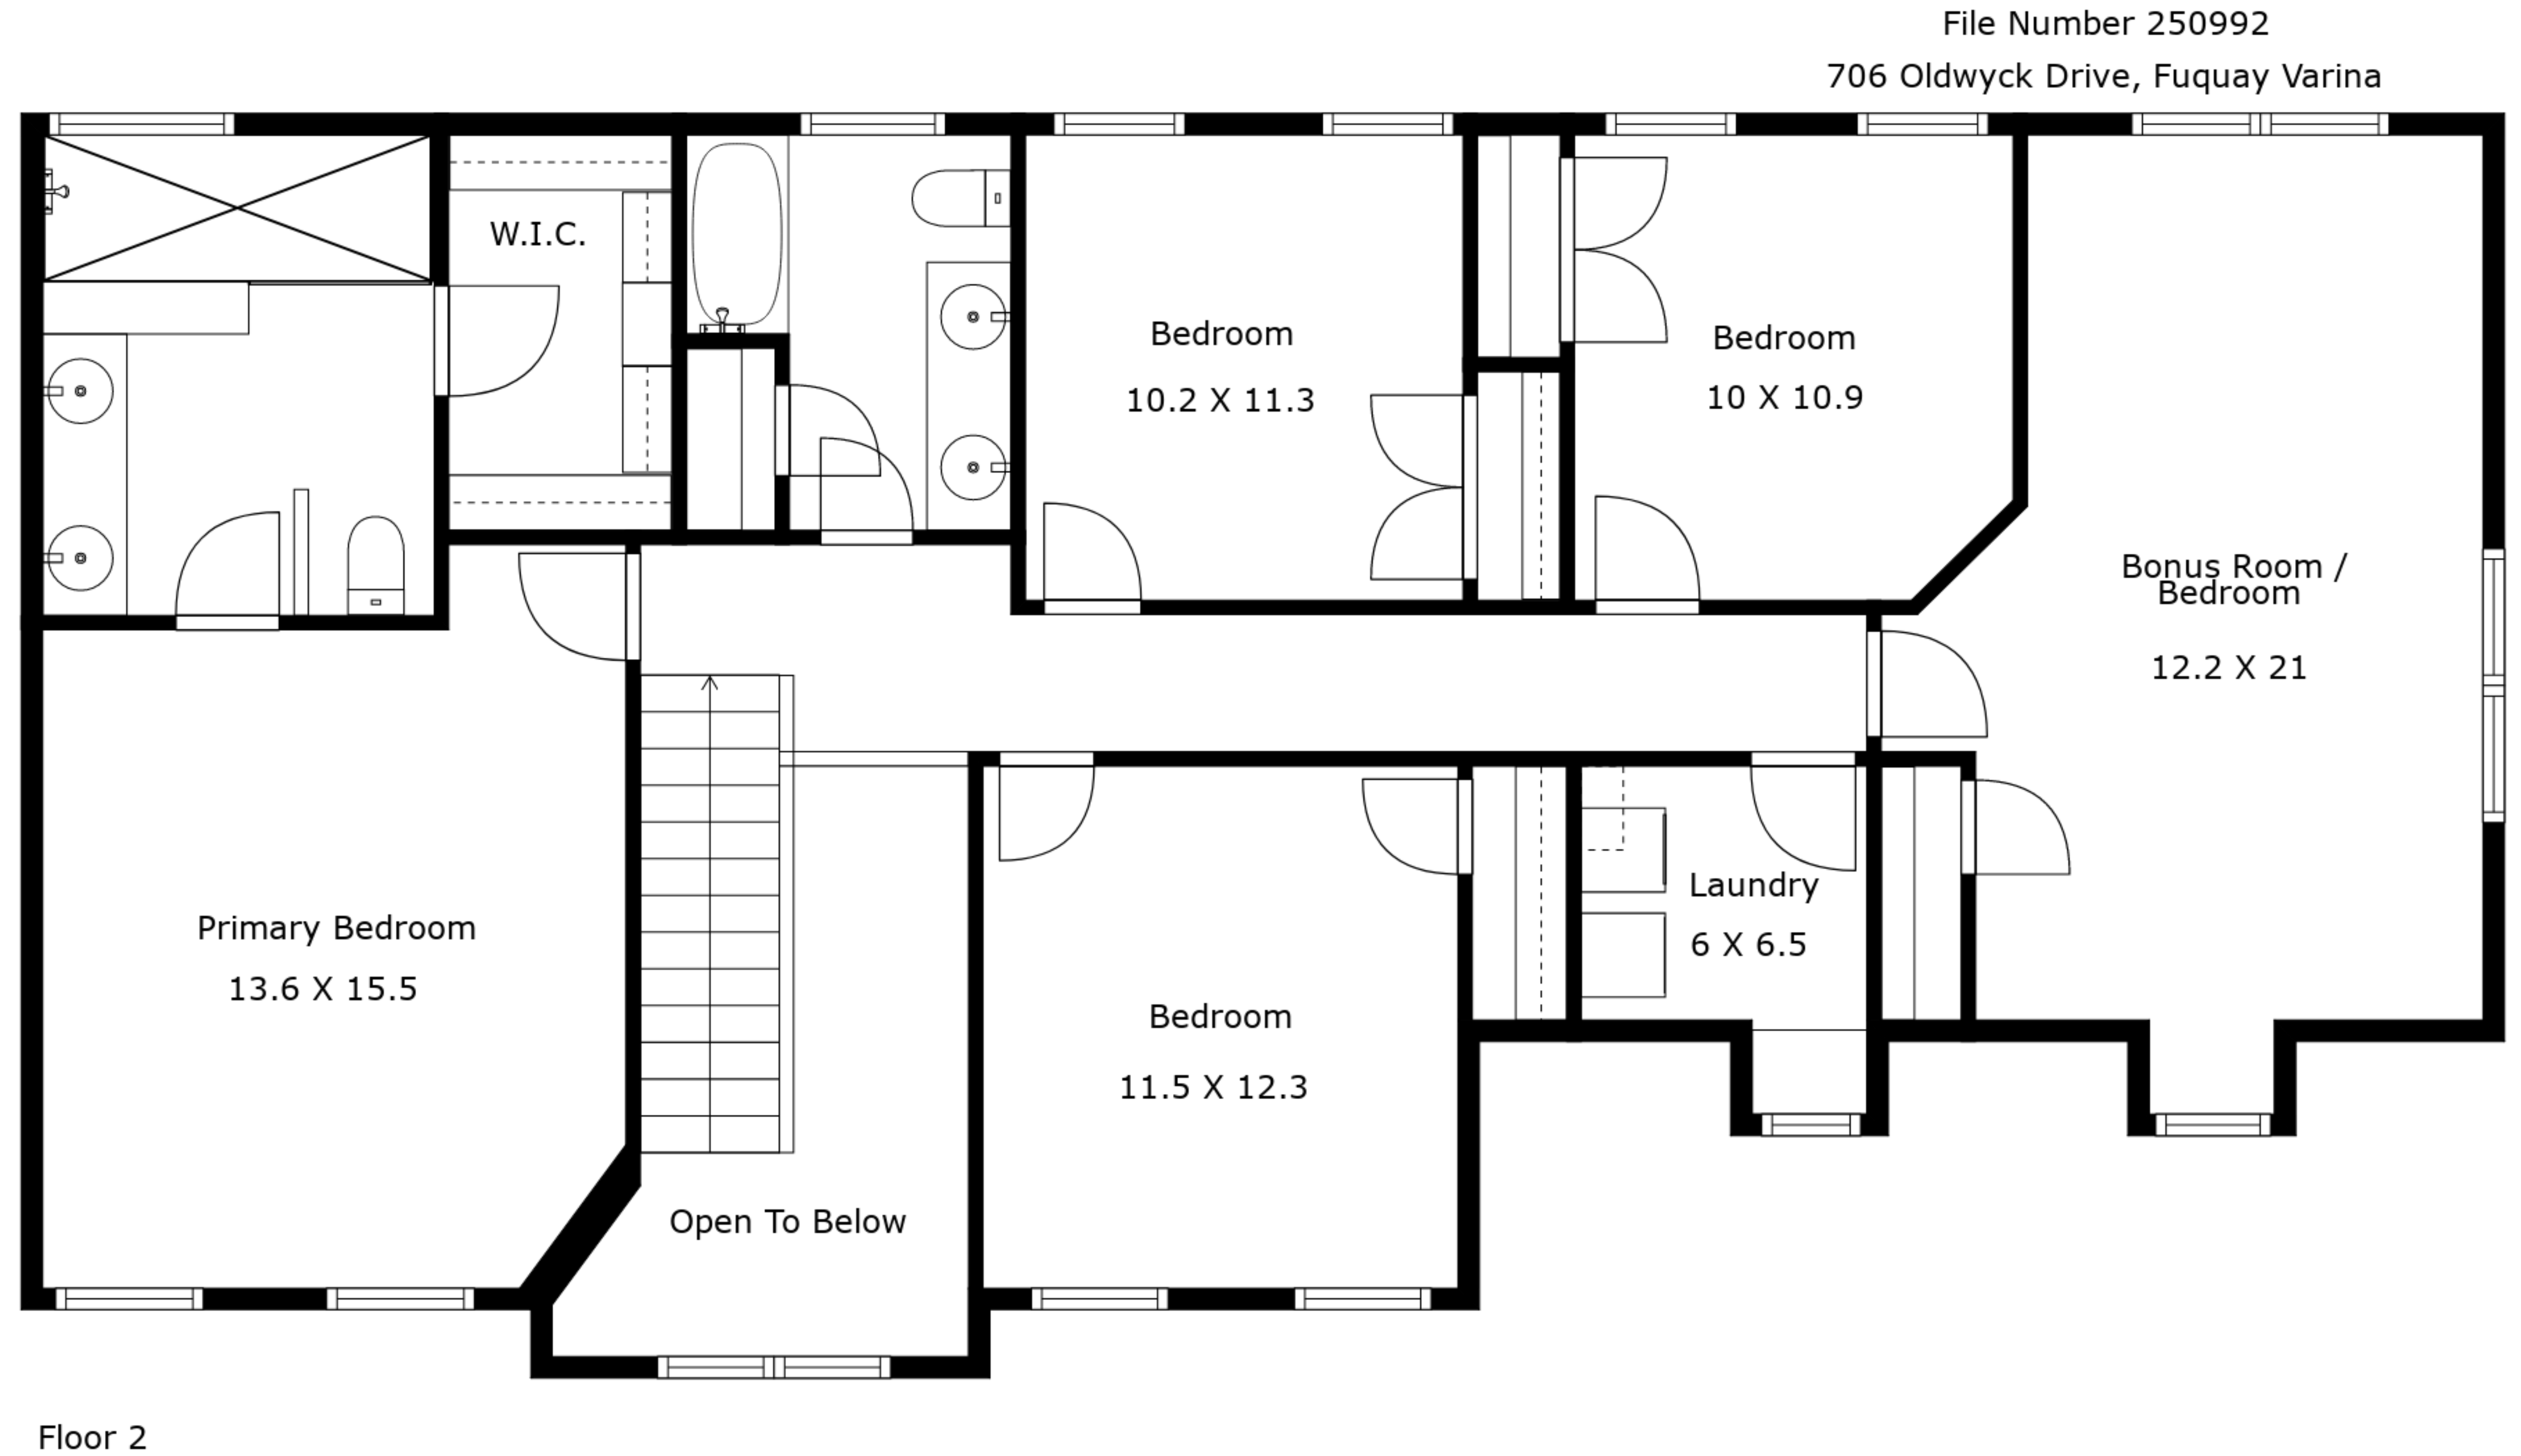 File Number 250992
706 Oldwyck Drive, Fuquay Varina
W.I.C.
Bedroom
10.2 X 11.3
Bedroom
10 X 10.9
Bonus Room /
Bedroom
12.2 X 21
Primary Bedroom
13.6 X 15.5
Bedroom
11.5 X 12.3
Laundry
6 X 6.5
Open To Below
Floor 2